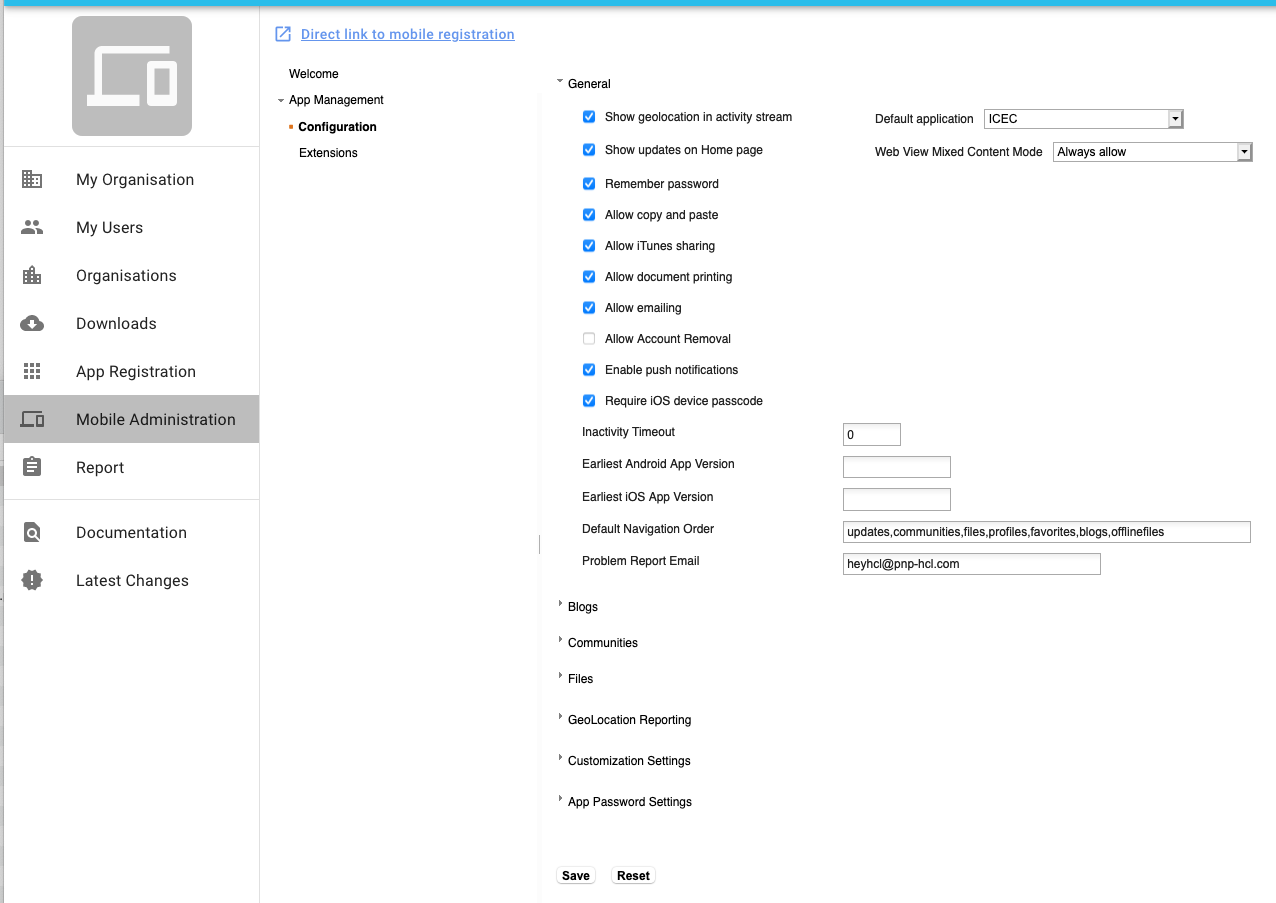 Direct link to mobile registration
My Organisation
My Users
Organisations
Downloads
App Registration
Mobile Administration
Report
Documentation
Latest Changes
Welcome
App Management
Configuration
Extensions
General
Show geolocation in activity stream
Default application ICEC
Show updates on Home page
Web View Mixed Content Mode Always allow
Remember password
Allow copy and paste
Allow iTunes sharing
Allow document printing
Allow emailing
Allow Account Removal
Enable push notifications
Require iOS device passcode
Inactivity Timeout 0
Earliest Android App Version
Earliest iOS App Version
Default Navigation Order updates,communities,files,profiles,favorites,blogs,offlinefiles
Problem Report Email heyhcl@pnp-hcl.com
Blogs
Communities
Files
GeoLocation Reporting
Customization Settings
App Password Settings
Save Reset